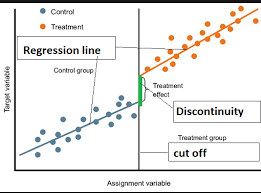 Control
Treatment
Regression line
Control group
Treatment
effect
Discontinuity
Treatment group
cut off
Target variable
Assignment variable